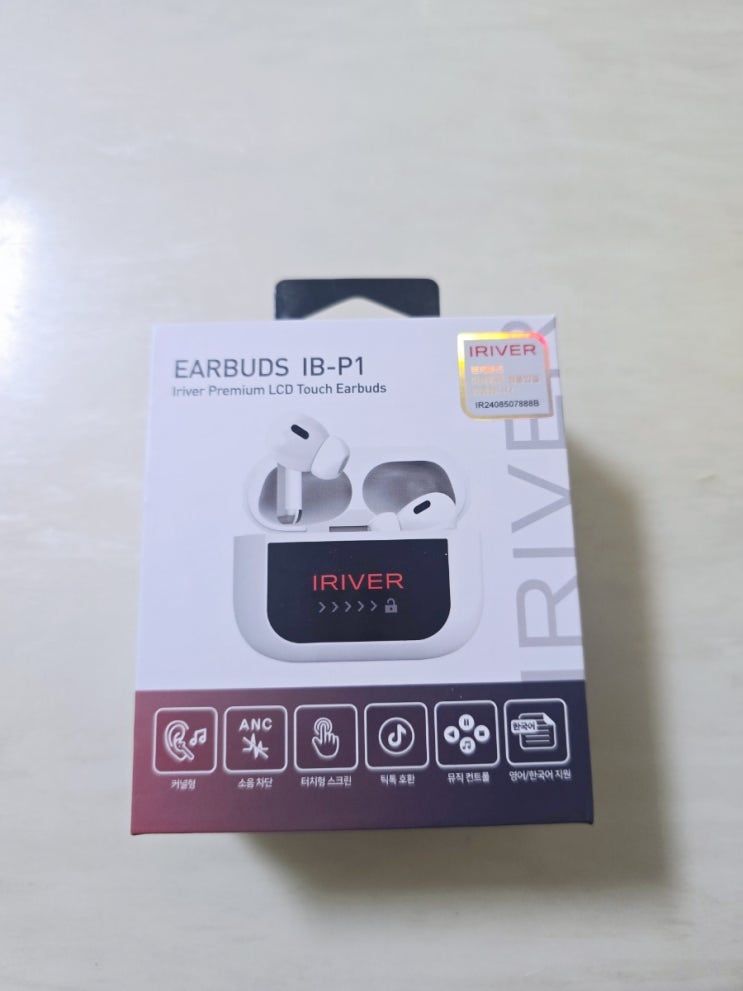 EARBUDS IB-P1
Iriver Premium LCD Touch Earbuds
IRIVER
IR2408507888B
IRIVER
IRIVER
>>>>>
ANC
한국어
커널형
소음 차단
터치형 스크린
틱톡 호환
뮤직 컨트롤
영어/한국어 지원